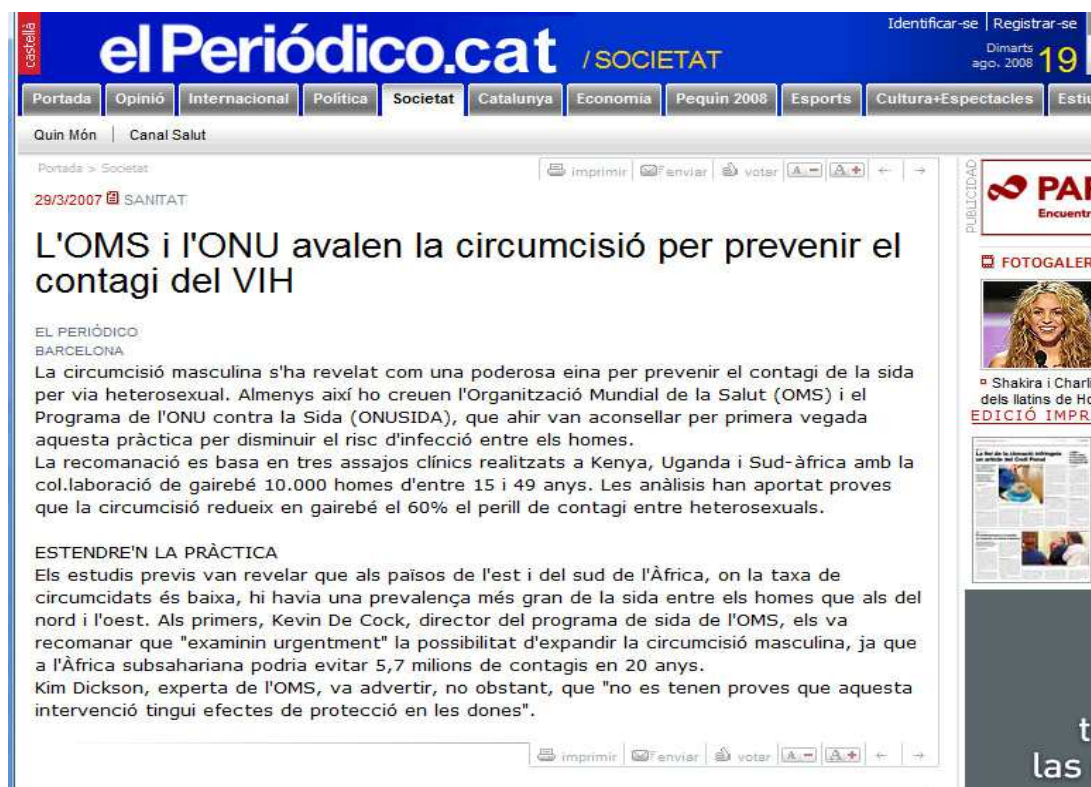 castellà
el Periódico.cat /SOCIETAT
Identificar-se | Registrar-se
Dimarts
ago. 2008 19
Portada Opinió Internacional Política Societat Catalunya Economia Pequín 2008 Esports Cultura+Espectacles
Quin Món | Canal Salut
Portada > Societat
imprimir enviar votar A - A + ← →
29/3/2007 SANITAT
L'OMS i l'ONU avalen la circumcisió per prevenir el
contagi del VIH
EL PERIÓDICO
BARCELONA
La circumcisió masculina s'ha revelat com una poderosa eina per prevenir el contagi de la sida
per via heterosexual. Almenys així ho creuen l'Organització Mundial de la Salut (OMS) i el
Programa de l'ONU contra la Sida (ONUSIDA), que ahir van aconsellar per primera vegada
aquesta pràctica per disminuir el risc d'infecció entre els homes.
La recomanació es basa en tres assajos clínics realitzats a Kenya, Uganda i Sud-àfrica amb la
col.laboració de gairebé 10.000 homes d'entre 15 i 49 anys. Les anàlisis han aportat proves
que la circumcisió redueix en gairebé el 60% el perill de contagi entre heterosexuals.
ESTENDRE'N LA PRÀCTICA
Els estudis previs van revelar que als països de l'est i del sud de l'Àfrica, on la taxa de
circumcidats és baixa, hi havia una prevalença més gran de la sida entre els homes que als del
nord i l'oest. Als primers, Kevin De Cock, director del programa de sida de l'OMS, els va
recomanar que "examinin urgentment" la possibilitat d'expandir la circumcisió masculina, ja que
a l'Àfrica subsahariana podria evitar 5,7 milions de contagis en 20 anys.
Kim Dickson, experta de l'OMS, va advertir, no obstant, que "no es tenen proves que aquesta
intervenció tingui efectes de protecció en les dones".
imprimir enviar votar A - A + ← →
PUBLICIDAD
Encuentr
FOTOGALER
Shakira i Charli
dels llatins de Ho
EDICIÓ IMPR
t
las